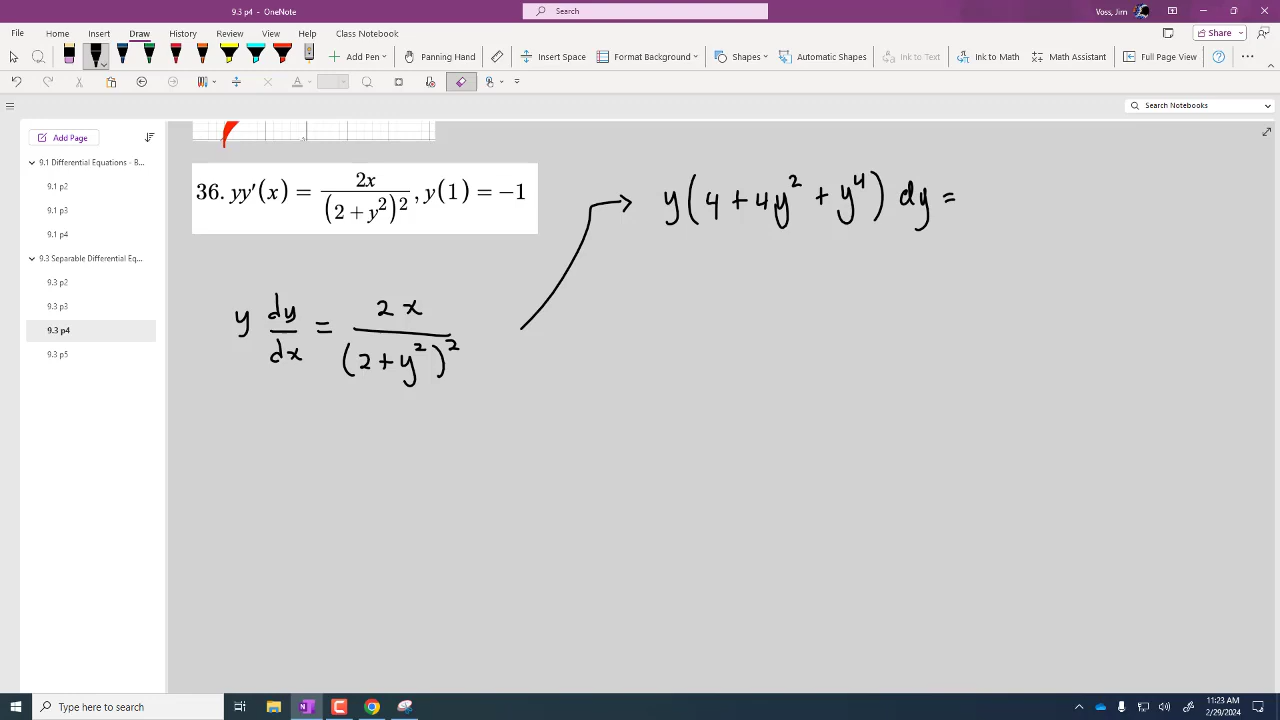 9.3 p4 - OneNote
Search
Voss, Jim
File Home Insert Draw History Review View Help Class Notebook
Share
Add Pen Panning Hand Insert Space Format Background Shapes Automatic Shapes Ink to Text Ink to Math Math Assistant Full Page View
Search Notebooks
Add Page
9.1 Differential Equations - B...
9.1 p2
9.1 p3
9.1 p4
9.3 Separable Differential Eq...
9.3 p2
9.3 p3
9.3 p4
9.3 p5
36. yy′(x) = 2x / (2 + y²)², y(1) = −1
y(4 + 4y² + y⁴) dy =
y dy/dx = 2x / (2 + y²)²
Type here to search
11:23 AM
2/29/2024